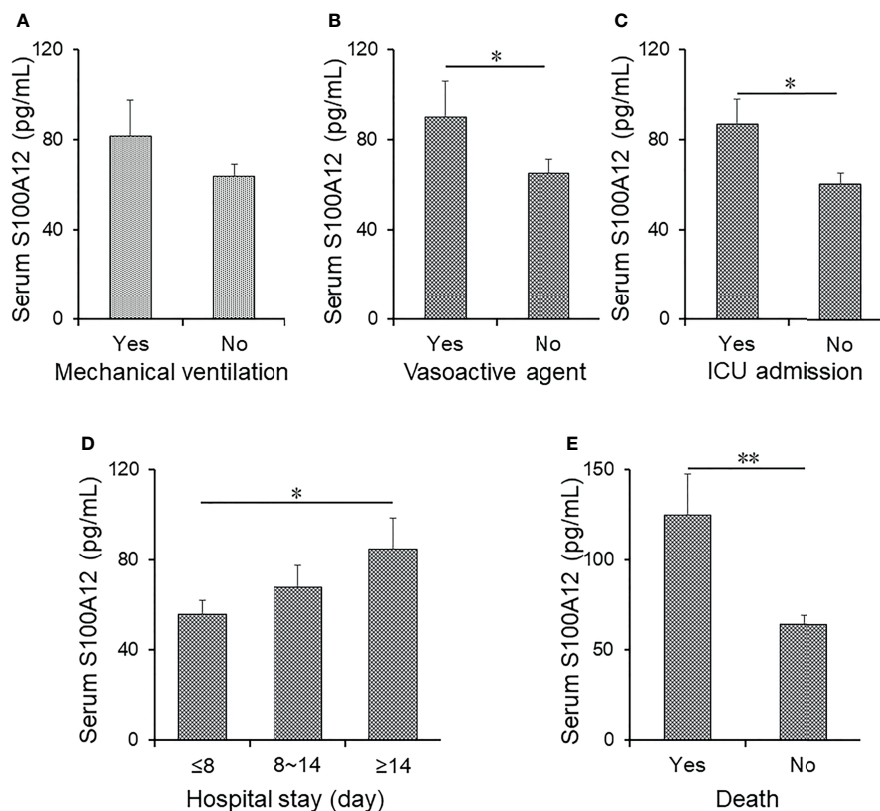 A
Serum S100A12 (pg/mL)
120
80
40
0
Yes No
Mechanical ventilation
B
*
Serum S100A12 (pg/mL)
120
80
40
0
Yes No
Vasoactive agent
C
*
Serum S100A12 (pg/mL)
120
80
40
0
Yes No
ICU admission
D
*
Serum S100A12 (pg/mL)
120
80
40
0
≤8 8~14 ≥14
Hospital stay (day)
E
**
Serum S100A12 (pg/mL)
150
100
50
0
Yes No
Death